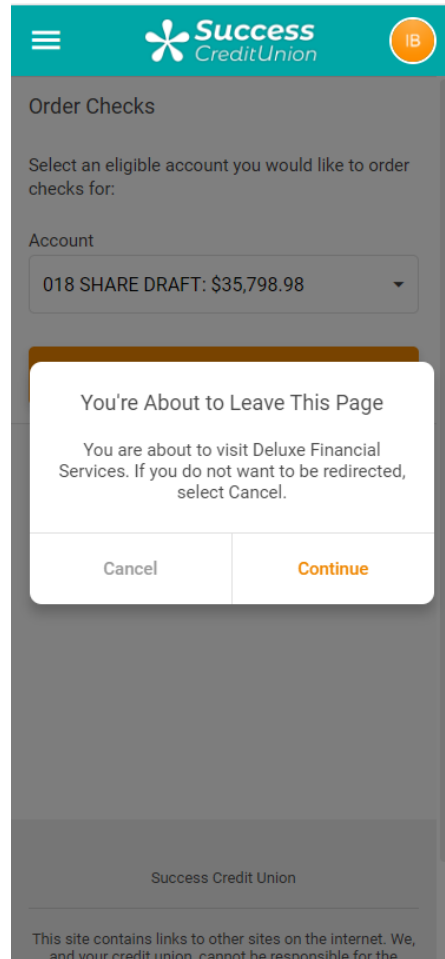 Success
CreditUnion
IB
Order Checks
Select an eligible account you would like to order
checks for:
Account
018 SHARE DRAFT: $35,798.98
You're About to Leave This Page
You are about to visit Deluxe Financial
Services. If you do not want to be redirected,
select Cancel.
Cancel
Continue
Success Credit Union
This site contains links to other sites on the internet. We,
and your credit union, cannot be responsible for the